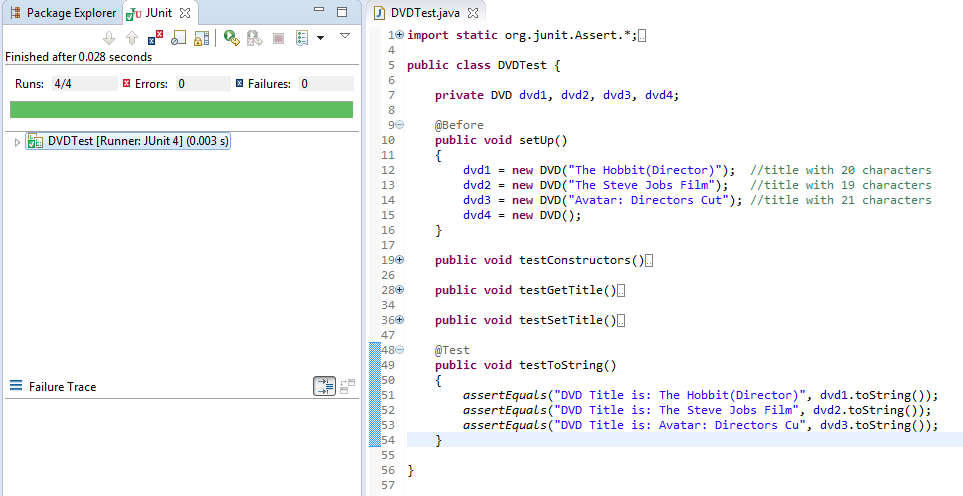 Package Explorer JUnit
Finished after 0.028 seconds
Runs: 4/4 Errors: 0 Failures: 0
DVDTest [Runner: JUnit 4] (0.003 s)
Failure Trace
DVDTest.java
1 import static org.junit.Assert.*;
4
5 public class DVDTest {
6
7 private DVD dvd1, dvd2, dvd3, dvd4;
8
9 @Before
10 public void setUp()
11 {
12 dvd1 = new DVD("The Hobbit(Director)"); //title with 20 characters
13 dvd2 = new DVD("The Steve Jobs Film"); //title with 19 characters
14 dvd3 = new DVD("Avatar: Directors Cut"); //title with 21 characters
15 dvd4 = new DVD();
16 }
17
19 public void testConstructors()
26
28 public void testGetTitle()
34
36 public void testSetTitle()
47
48 @Test
49 public void testToString()
50 {
51 assertEquals("DVD Title is: The Hobbit(Director)", dvd1.toString());
52 assertEquals("DVD Title is: The Steve Jobs Film", dvd2.toString());
53 assertEquals("DVD Title is: Avatar: Directors Cu", dvd3.toString());
54 }
55
56 }
57